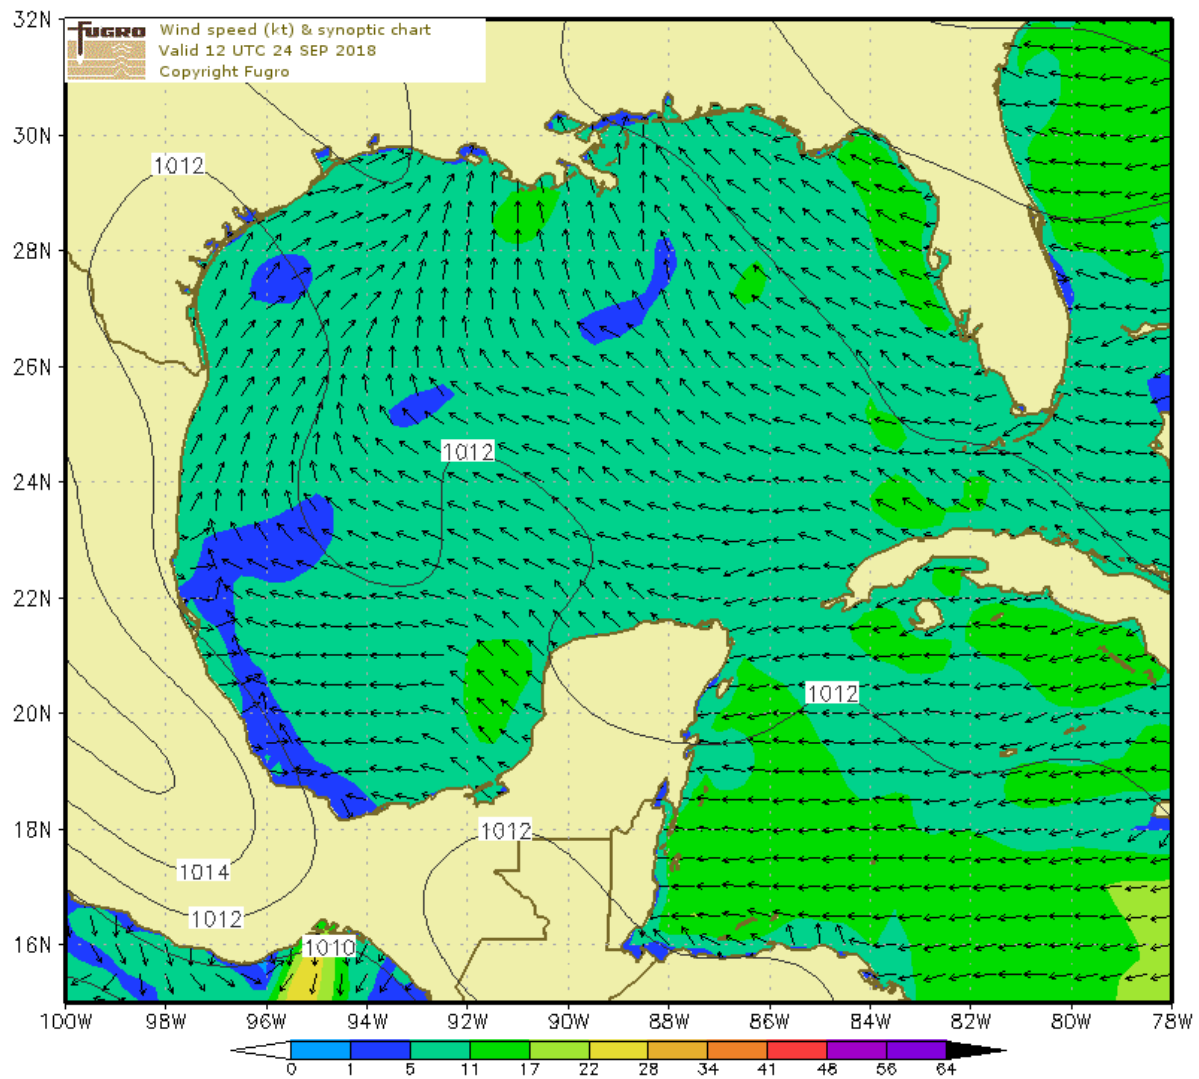 FUGRO
Wind speed (kt) & synoptic chart
Valid 12 UTC 24 SEP 2018
Copyright Fugro
32N
30N
1012
28N
26N
1012
24N
22N
1012
20N
1012
18N
1014
1012
1010
16N
100W 98W 96W 94W 92W 90W 88W 86W 84W 82W 80W 78W
0 1 5 11 17 22 28 34 41 48 56 64